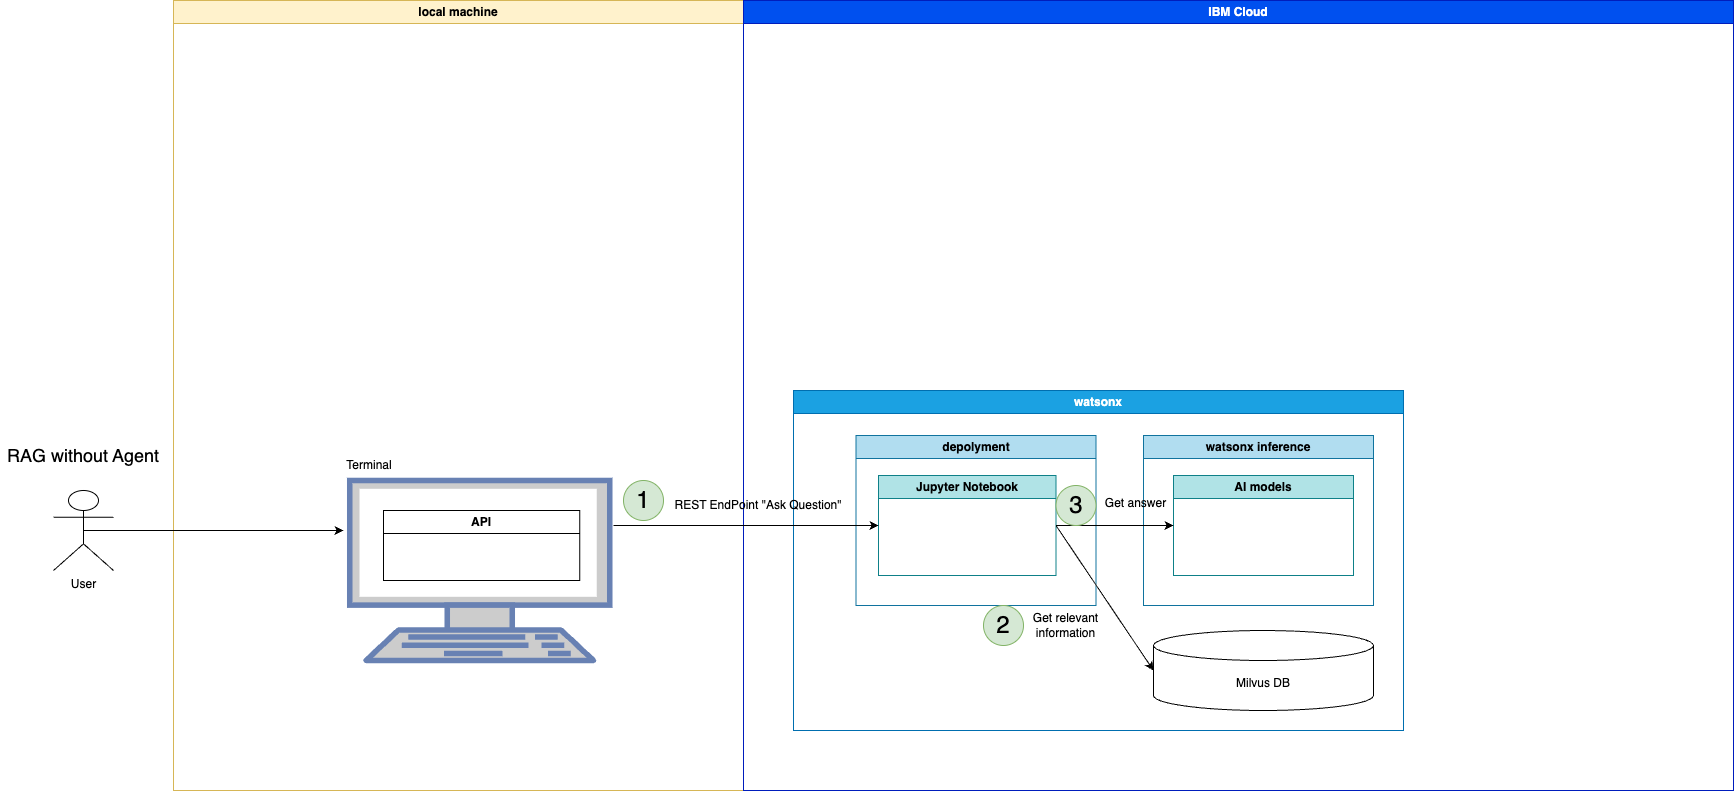 local machine
IBM Cloud
watsonx
RAG without Agent
depolyment
watsonx inference
Terminal
Jupyter Notebook
AI models
1
REST EndPoint "Ask Question"
3
Get answer
API
User
2
Get relevant
information
Milvus DB